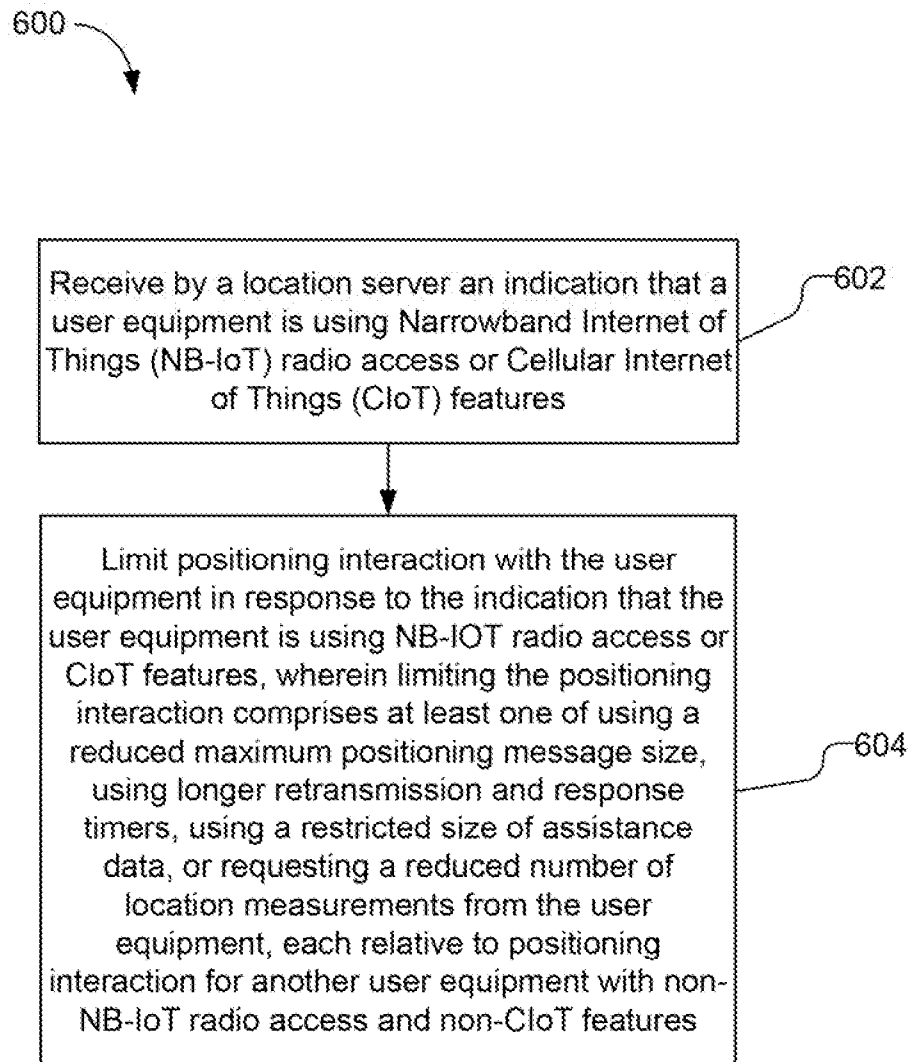 600
Receive by a location server an indication that a
user equipment is using Narrowband Internet of
Things (NB-IoT) radio access or Cellular Internet
of Things (CIoT) features
602
Limit positioning interaction with the user
equipment in response to the indication that the
user equipment is using NB-IOT radio access or
CIoT features, wherein limiting the positioning
interaction comprises at least one of using a
reduced maximum positioning message size,
using longer retransmission and response
timers, using a restricted size of assistance
data, or requesting a reduced number of
location measurements from the user
equipment, each relative to positioning
interaction for another user equipment with non-
NB-IoT radio access and non-CIoT features
604